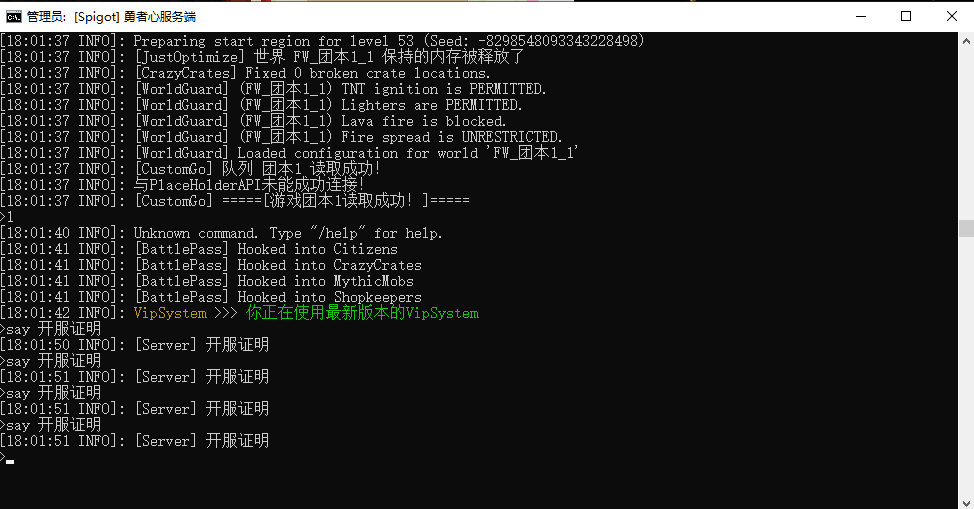 管理员: [Spigot] 勇者心服务端
[18:01:37 INFO]: Preparing start region for level 53 (Seed: -8298548093343228498)
[18:01:37 INFO]: [JustOptimize] 世界 FW_团本1_1 保持的内存被释放了
[18:01:37 INFO]: [CrazyCrates] Fixed 0 broken crate locations.
[18:01:37 INFO]: [WorldGuard] (FW_团本1_1) TNT ignition is PERMITTED.
[18:01:37 INFO]: [WorldGuard] (FW_团本1_1) Lighters are PERMITTED.
[18:01:37 INFO]: [WorldGuard] (FW_团本1_1) Lava fire is blocked.
[18:01:37 INFO]: [WorldGuard] (FW_团本1_1) Fire spread is UNRESTRICTED.
[18:01:37 INFO]: [WorldGuard] Loaded configuration for world 'FW_团本1_1'
[18:01:37 INFO]: [CustomGo] 队列 团本1 读取成功!
[18:01:37 INFO]: 与PlaceHolderAPI未能成功连接!
[18:01:37 INFO]: [CustomGo] =====[游戏团本1读取成功! ]=====
>l
[18:01:40 INFO]: Unknown command. Type "/help" for help.
[18:01:41 INFO]: [BattlePass] Hooked into Citizens
[18:01:41 INFO]: [BattlePass] Hooked into CrazyCrates
[18:01:41 INFO]: [BattlePass] Hooked into MythicMobs
[18:01:41 INFO]: [BattlePass] Hooked into Shopkeepers
[18:01:42 INFO]: VipSystem >>> 你正在使用最新版本的VipSystem
>say 开服证明
[18:01:50 INFO]: [Server] 开服证明
>say 开服证明
[18:01:51 INFO]: [Server] 开服证明
>say 开服证明
[18:01:51 INFO]: [Server] 开服证明
>say 开服证明
[18:01:51 INFO]: [Server] 开服证明
>